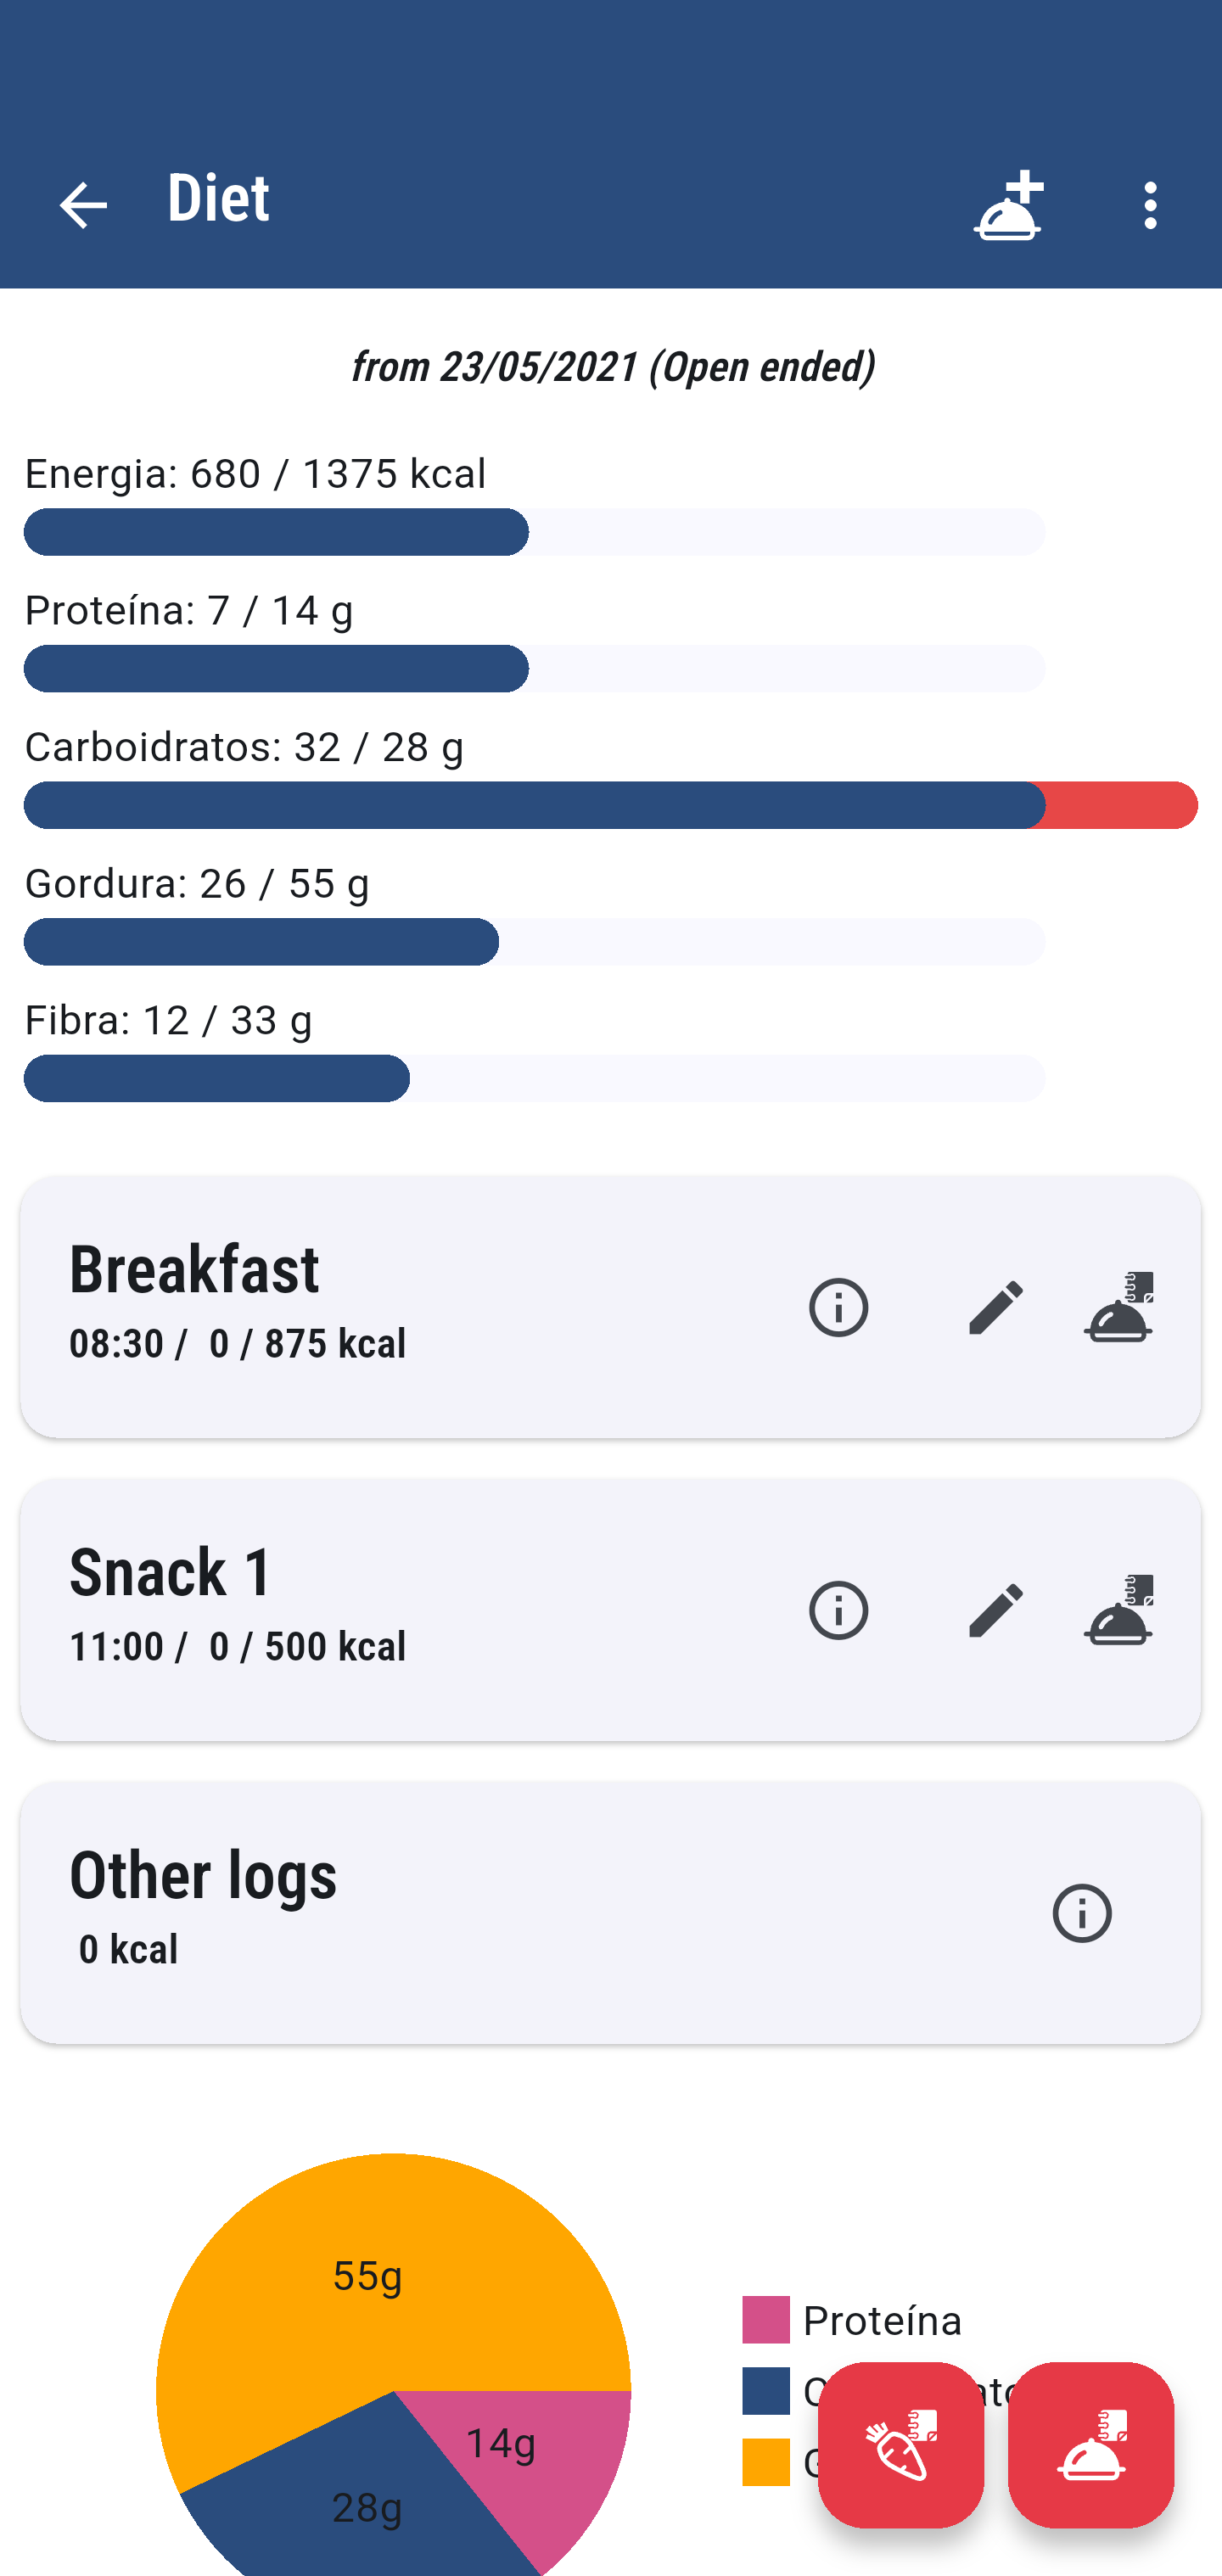 Diet
from 23/05/2021 (Open ended)
Energia: 680 / 1375 kcal
Proteína: 7 / 14 g
Carboidratos: 32 / 28 g
Gordura: 26 / 55 g
Fibra: 12 / 33 g
Breakfast
08:30 / 0 / 875 kcal
Snack 1
11:00 / 0 / 500 kcal
Other logs
0 kcal
55g
14g
28g
Proteína